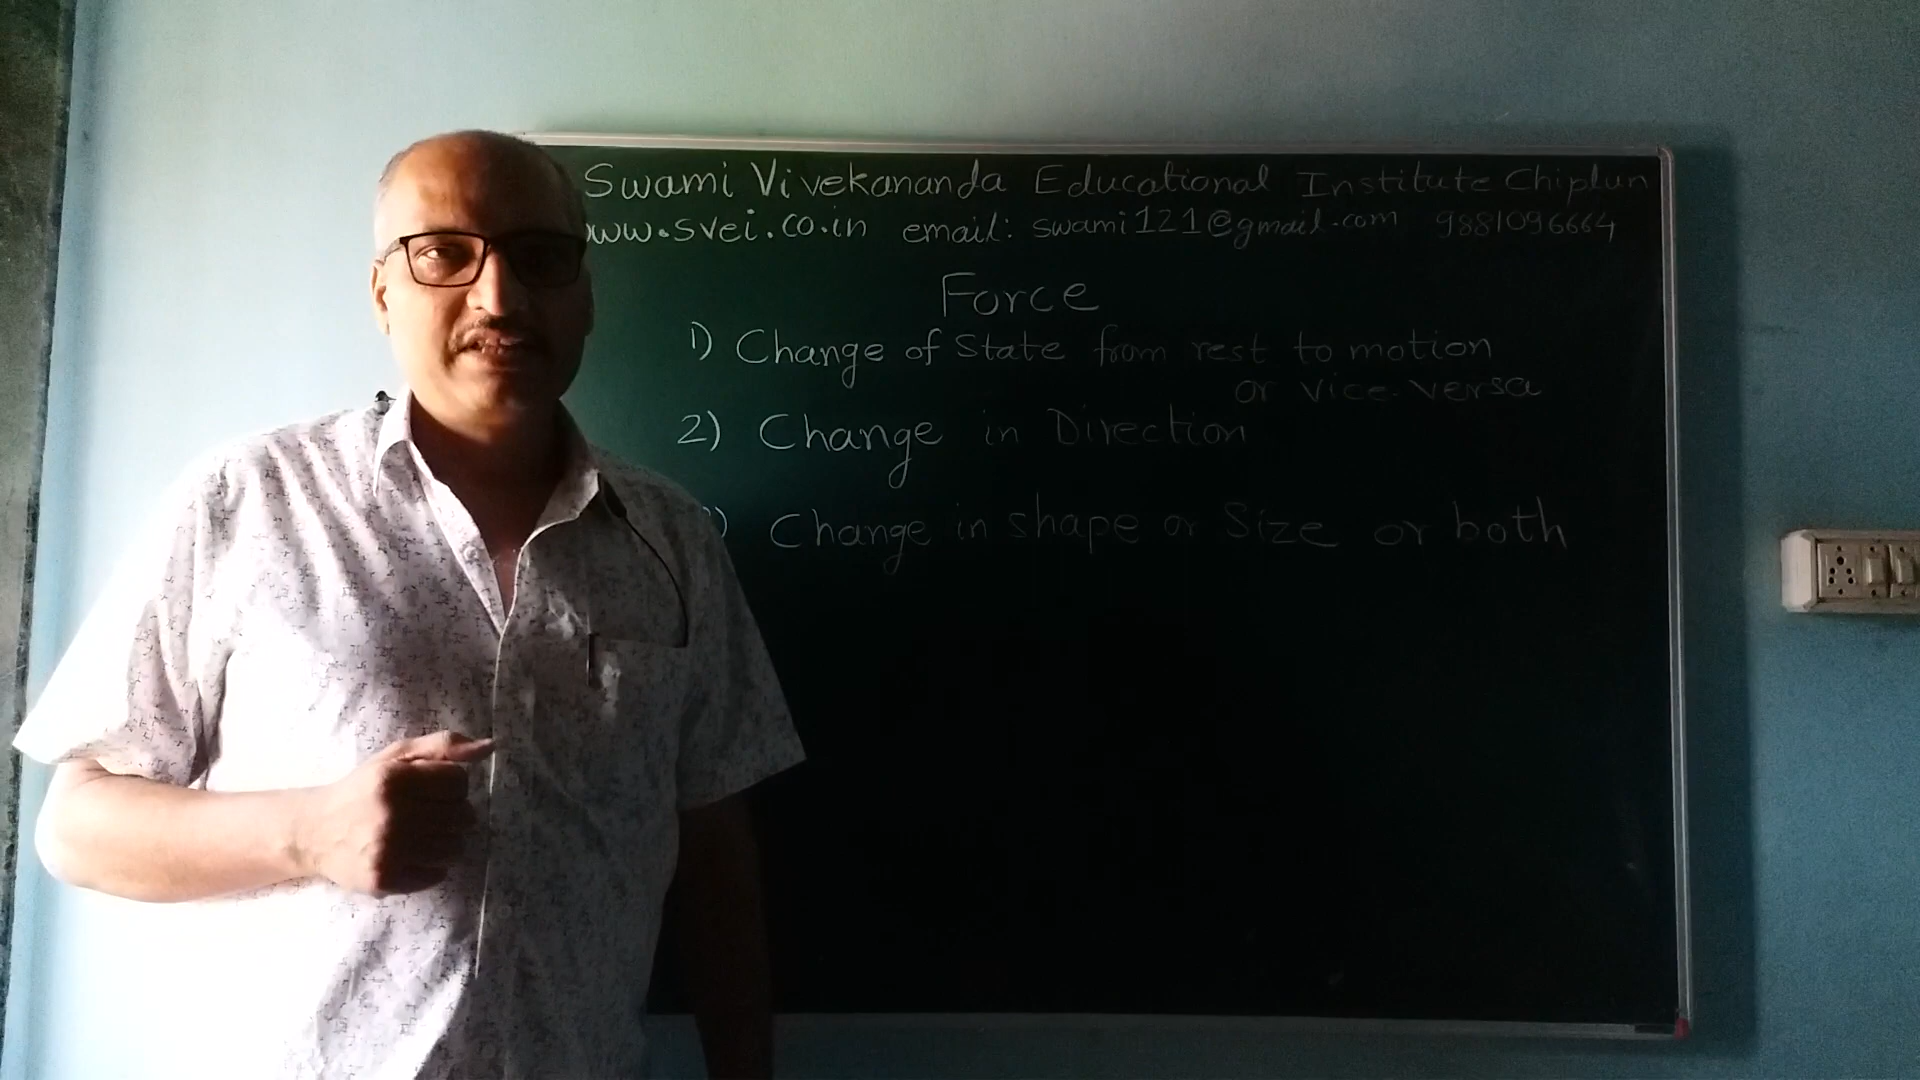 Swami Vivekananda Educational Institute Chiplun
www.svei.co.in email: swami121@gmail.com 9881096664
Force
1) Change of State from rest to motion
or vice versa
2) Change in Direction
) Change in shape or Size or both